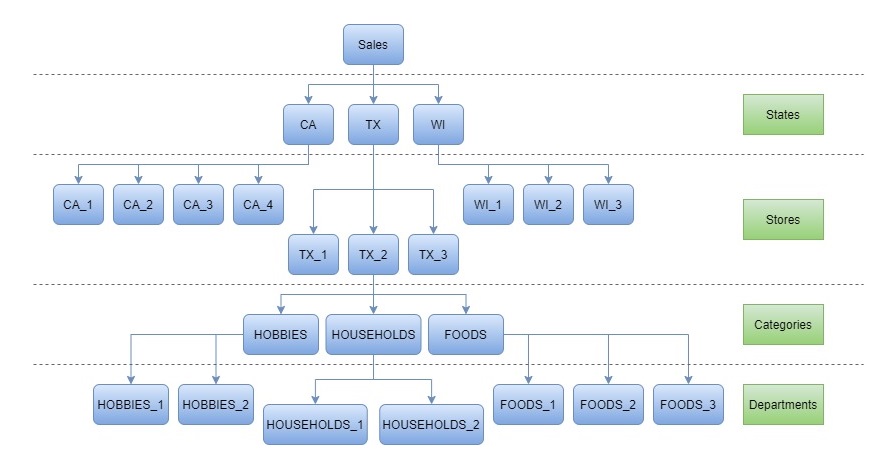 Sales
CA
TX
WI
States
CA_1
CA_2
CA_3
CA_4
WI_1
WI_2
WI_3
Stores
TX_1
TX_2
TX_3
HOBBIES
HOUSEHOLDS
FOODS
Categories
HOBBIES_1
HOBBIES_2
FOODS_1
FOODS_2
FOODS_3
Departments
HOUSEHOLDS_1
HOUSEHOLDS_2